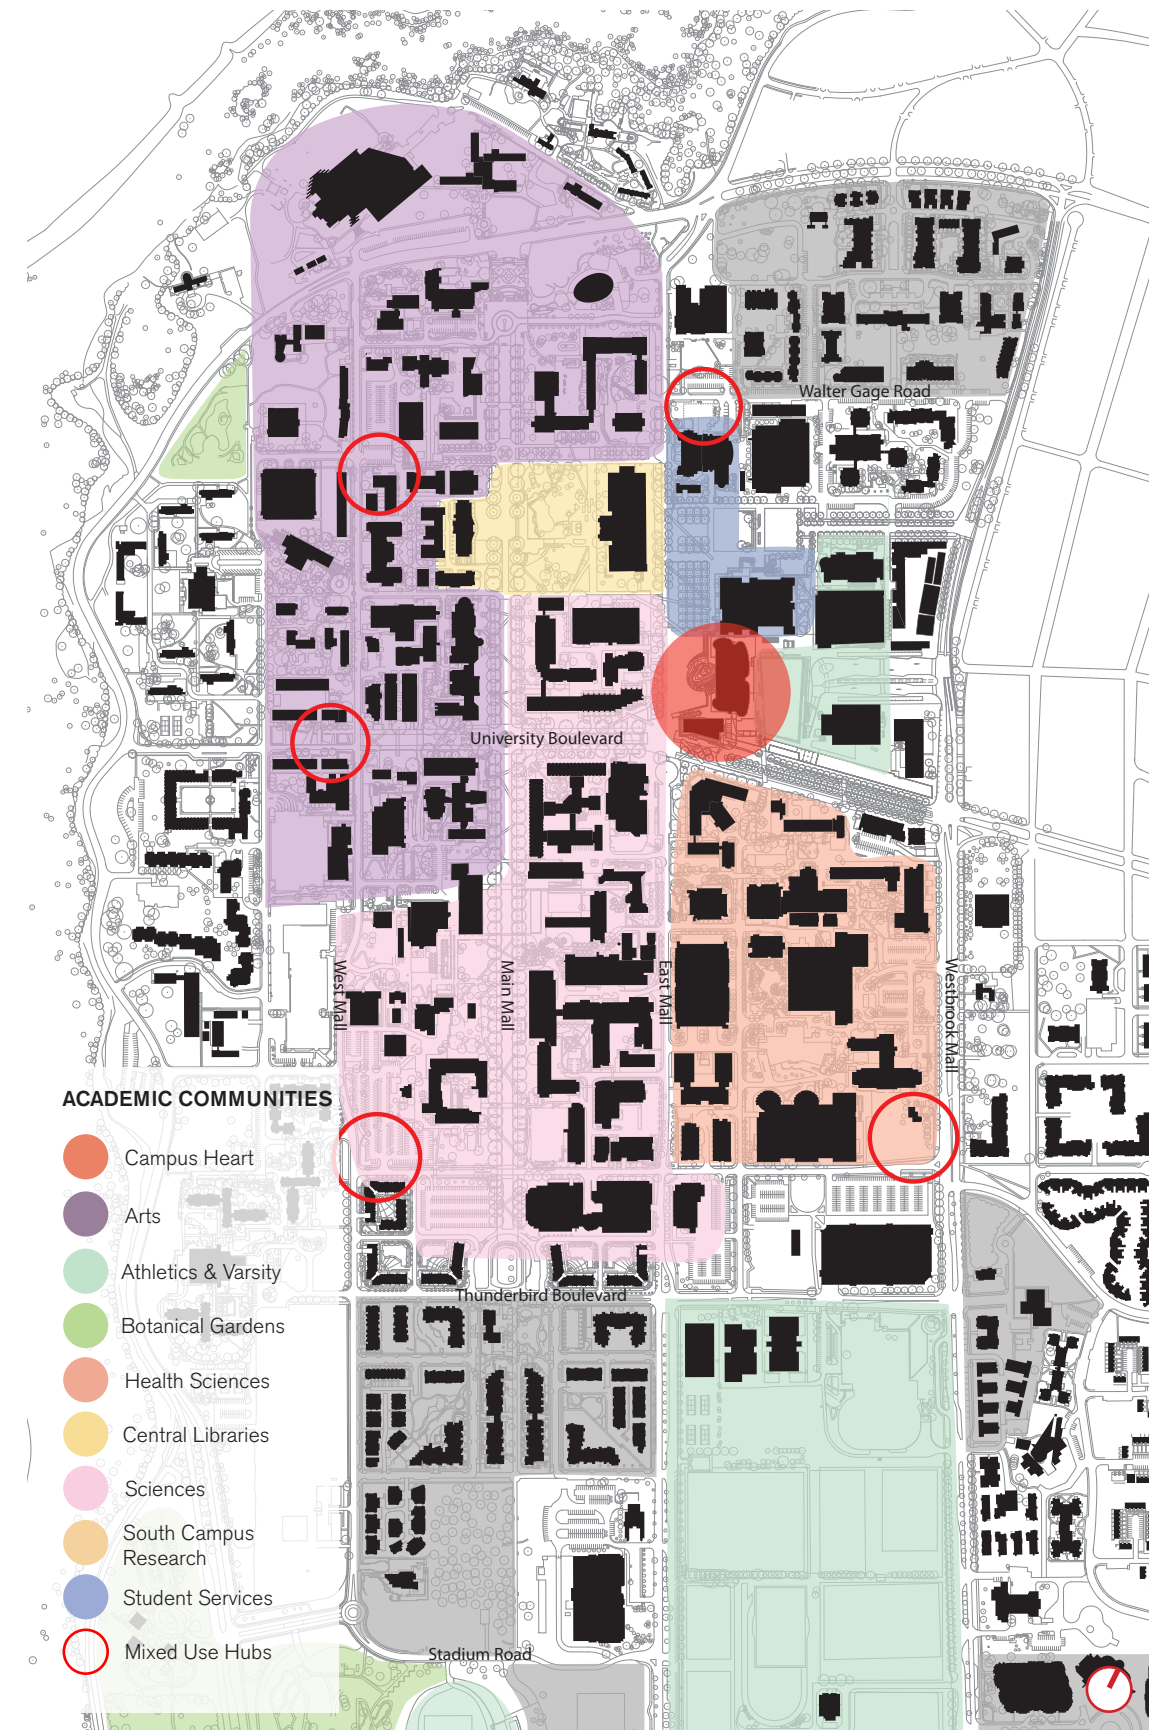 Walter Gage Road
University Boulevard
West Mall
Main Mall
East Mall
Westbrook Mall
ACADEMIC COMMUNITIES
Campus Heart
Arts
Athletics & Varsity
Botanical Gardens
Health Sciences
Central Libraries
Sciences
South Campus
Research
Student Services
Mixed Use Hubs
Thunderbird Boulevard
Stadium Road